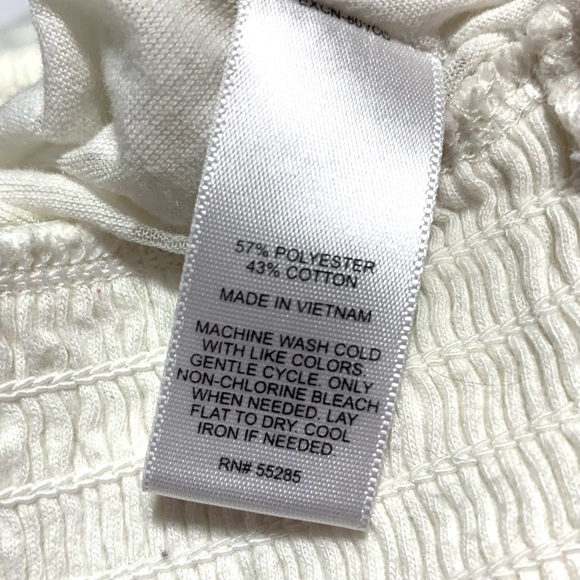 57% POLYESTER
43% COTTON
MADE IN VIETNAM
MACHINE WASH COLD
WITH LIKE COLORS.
GENTLE CYCLE. ONLY
NON-CHLORINE BLEACH
WHEN NEEDED. LAY
FLAT TO DRY. COOL
IRON IF NEEDED
RN# 55285